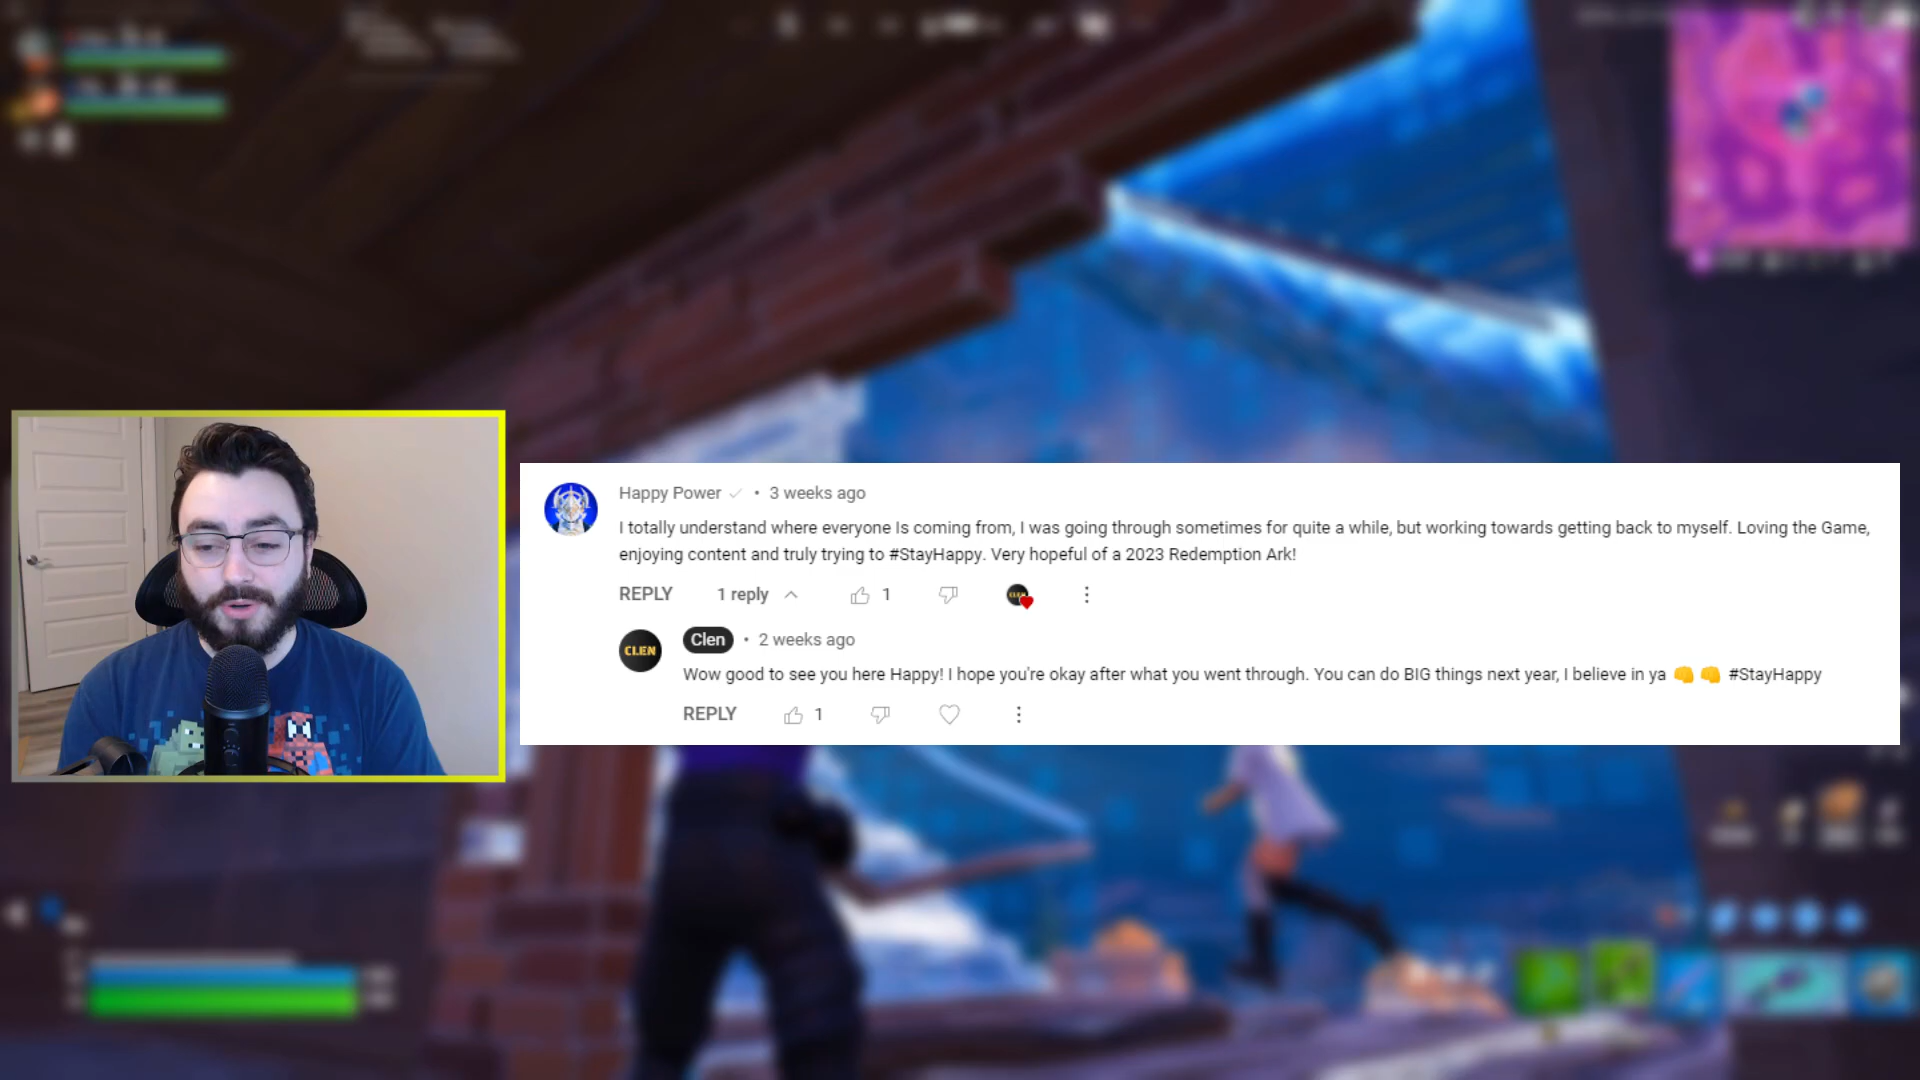 Happy Power ✓ • 3 weeks ago
I totally understand where everyone Is coming from, I was going through sometimes for quite a while, but working towards getting back to myself. Loving the Game,
enjoying content and truly trying to #StayHappy. Very hopeful of a 2023 Redemption Ark!
REPLY 1 reply 1
CLEN
CLEN
Clen • 2 weeks ago
Wow good to see you here Happy! I hope you're okay after what you went through. You can do BIG things next year, I believe in ya 👊 👊 #StayHappy
REPLY 1